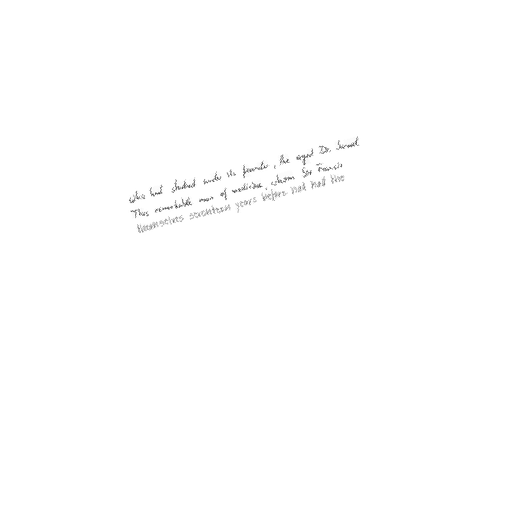 who had studied under its founder, the aged Dr. Samuel
This remarkable man of medicine, whom Sir Francis
themselves seventeen years before had had the